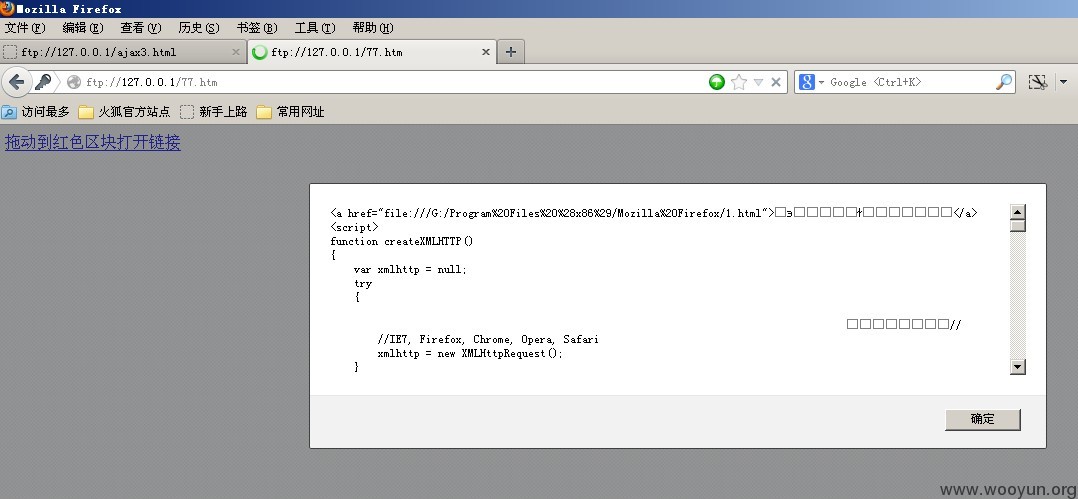 Mozilla Firefox
文件(F) 编辑(E) 查看(V) 历史(S) 书签(B) 工具(T) 帮助(H)
ftp://127.0.0.1/ajax3.html
ftp://127.0.0.1/77.htm
ftp://127.0.0.1/77.htm
Google <Ctrl+K>
访问最多 火狐官方站点 新手上路 常用网址
拖动到红色区块打开链接
<a href="file:///G:/Program%20Files%20%28x86%29/Mozilla%20Firefox/1.html">□э□□□□□†□□□□□□□</a>
<script>
function createXMLHTTP()
{
var xmlhttp = null;
try
{
□□□□□□□□//
//IE7, Firefox, Chrome, Opera, Safari
xmlhttp = new XMLHttpRequest();
}
确定
www.wooyun.org